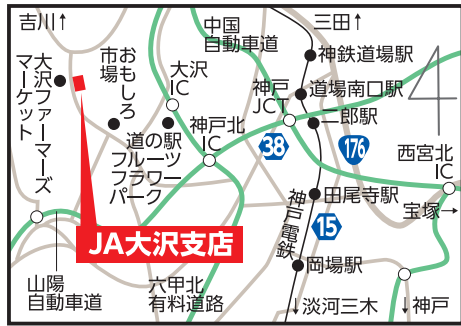 吉川↑
中国
自動車道
三田↑
神鉄道場駅
大沢ファーマーズ
マーケット
おもしろ
市場
大沢
IC
神戸
JCT
道場南口駅
二郎駅
道の駅
フルーツ
フラワー
パーク
神戸北
IC
38
176
西宮北
IC
田尾寺駅
宝塚→
神戸電鉄
15
JA大沢支店
岡場駅
山陽
自動車道
六甲北
有料道路
↓淡河三木
↓神戸